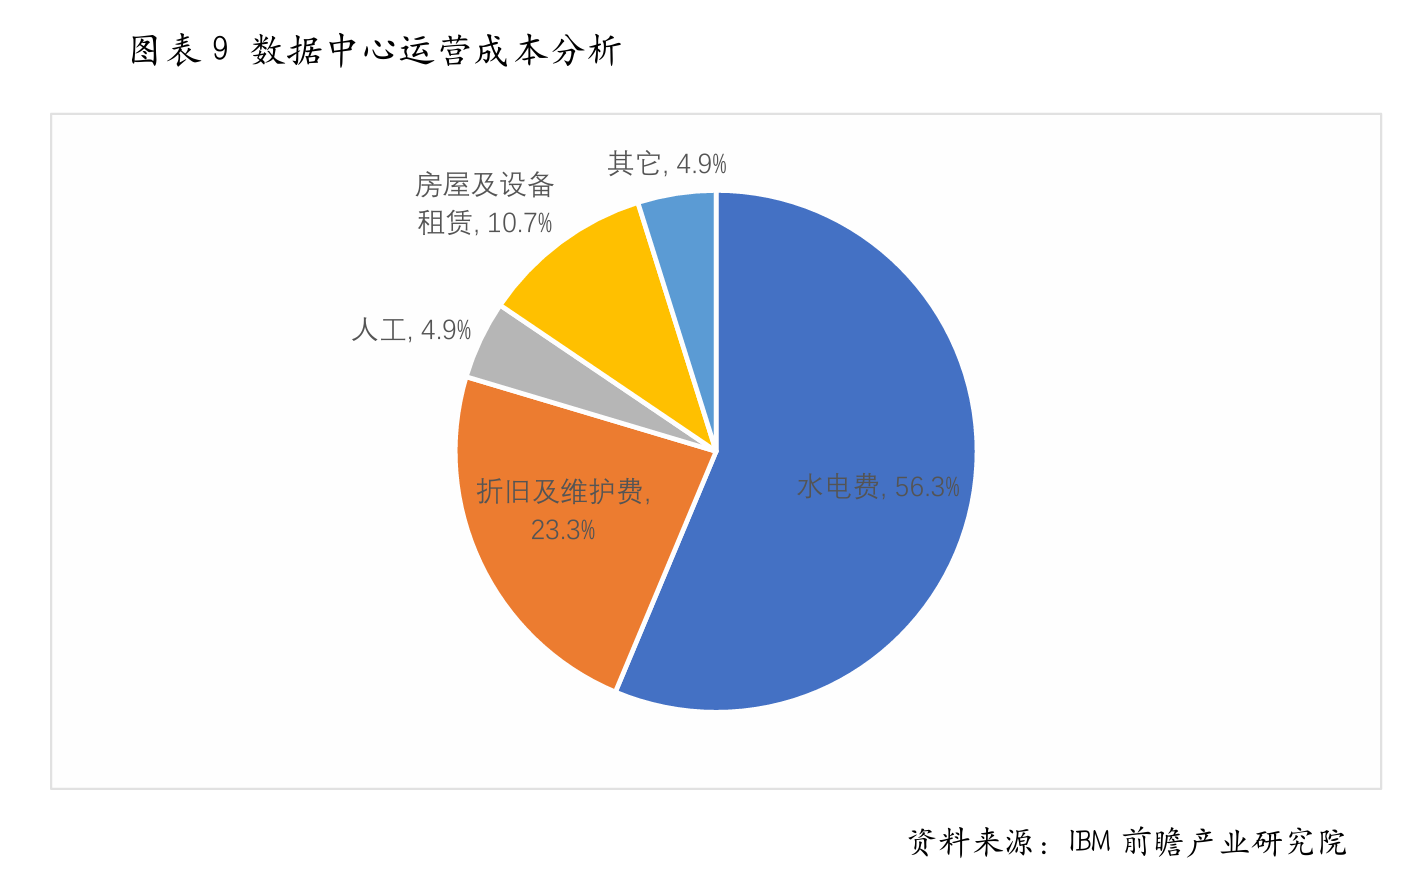 图表 9 数据中心运营成本分析
其它, 4.9%
房屋及设备
租赁, 10.7%
人工, 4.9%
水电费, 56.3%
折旧及维护费,
23.3%
资料来源：IBM 前瞻产业研究院